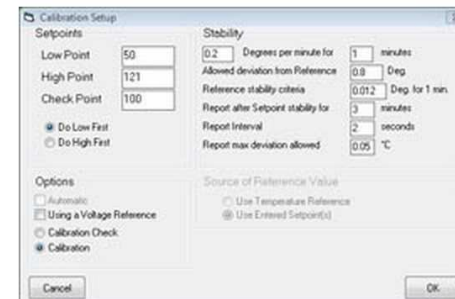 Calibration Setup
Setpoints
Low Point 50
High Point 121
Check Point 100
Do Low First
Do High First
Stability
0.2 Degrees per minute for 1 minutes
Allowed deviation from Reference 0.8 Deg.
Reference stability criteria 0.012 Deg. for 1 min.
Report after Setpoint stability for 3 minutes
Report Interval 2 seconds
Report max deviation allowed 0.05 °C
Options
Automatic
Using a Voltage Reference
Calibration Check
Calibration
Source of Reference Value
Use Temperature Reference
Use Entered Setpoint(s)
Cancel
OK